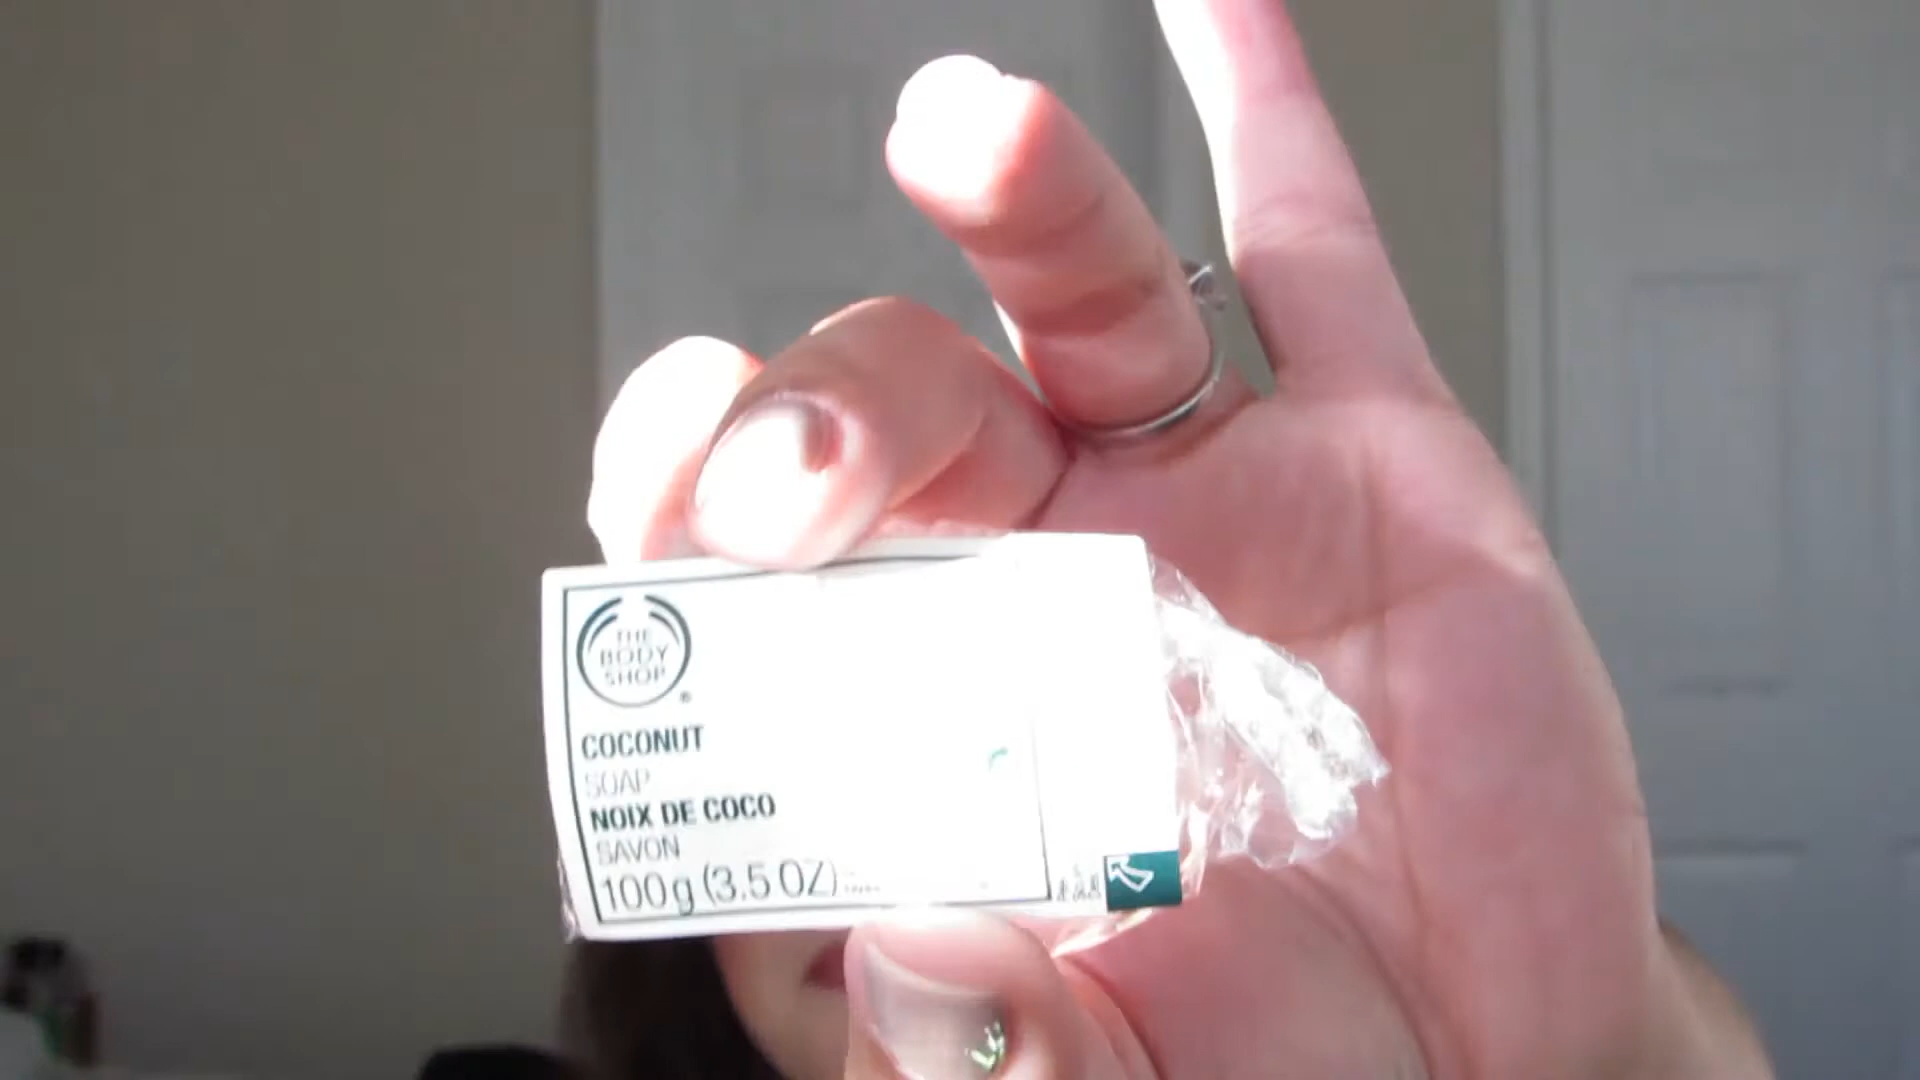 THE
BODY
SHOP
®
COCONUT
SOAP
NOIX DE COCO
SAVON
100g (3.5 OZ)